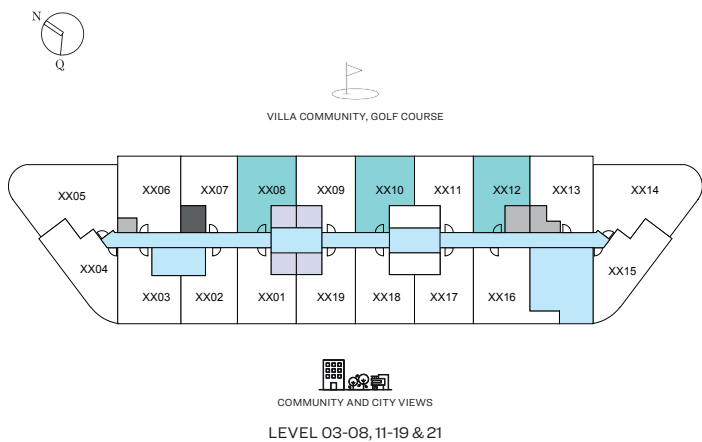 N
Q
VILLA COMMUNITY, GOLF COURSE
XX05
XX06
XX07
XX08
XX09
XX10
XX11
XX12
XX13
XX14
XX04
XX03
XX02
XX01
XX19
XX18
XX17
XX16
XX15
COMMUNITY AND CITY VIEWS
LEVEL 03-08, 11-19 & 21